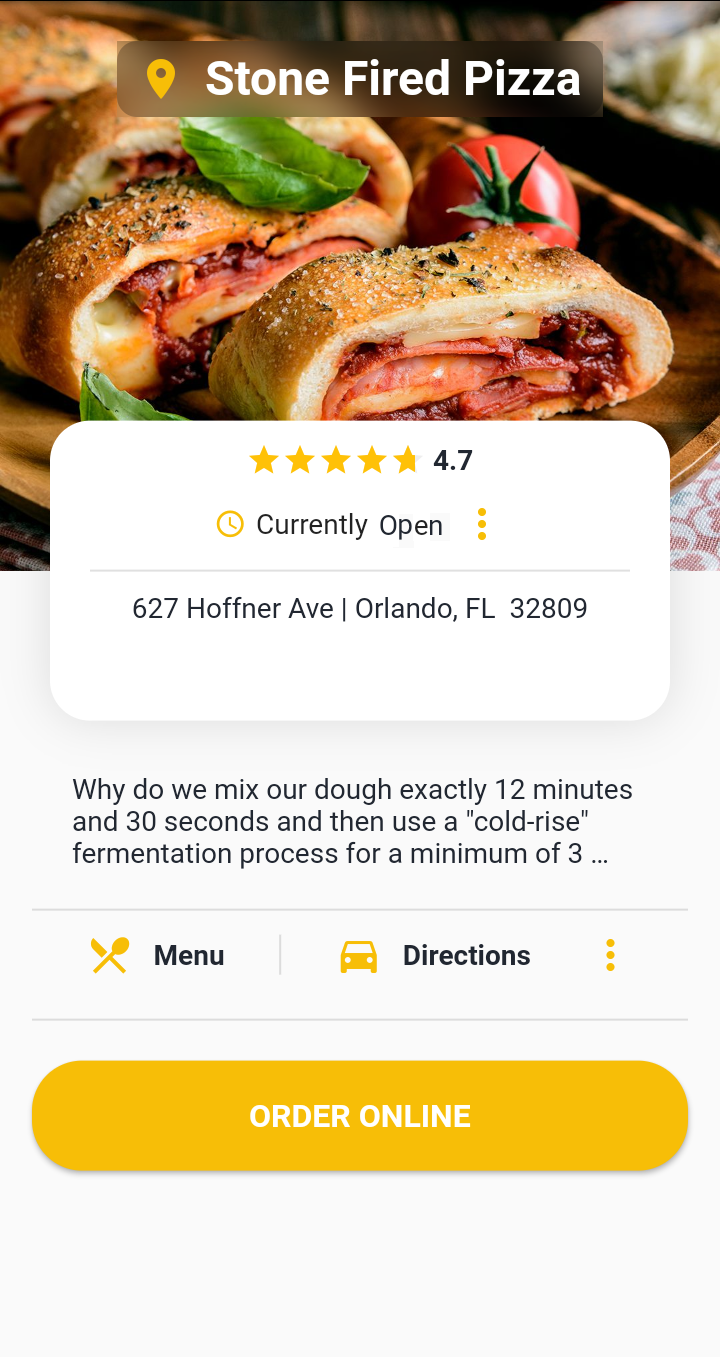 Stone Fired Pizza
4.7
Currently Open
627 Hoffner Ave | Orlando, FL  32809
Why do we mix our dough exactly 12 minutes
and 30 seconds and then use a "cold-rise"
fermentation process for a minimum of 3 ...
Menu
Directions
ORDER ONLINE